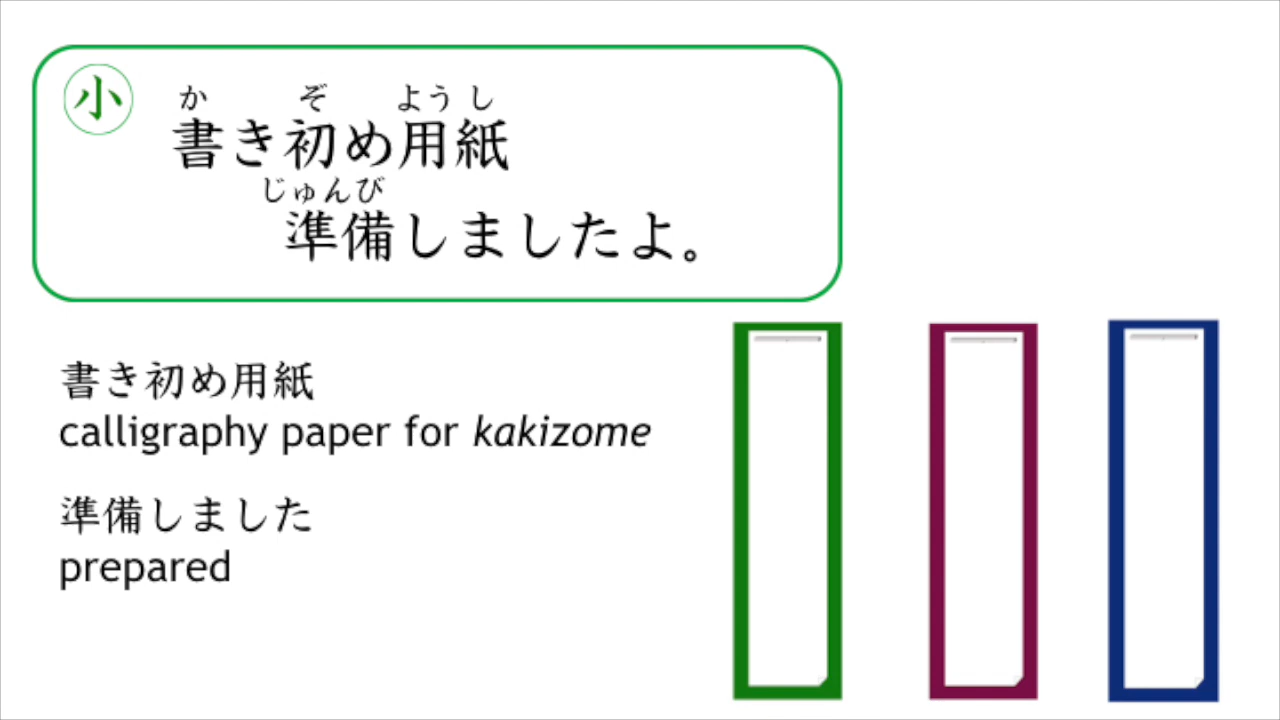 小
か ぞ ようし
書き初め用紙
じゅんび
準備しましたよ。
書き初め用紙
calligraphy paper for kakizome
準備しました
prepared